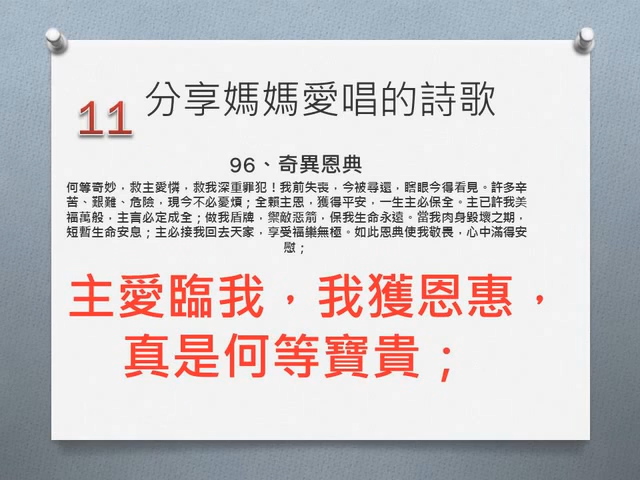 11
分享媽媽愛唱的詩歌
96、奇異恩典
何等奇妙，救主愛憐，救我深重罪犯！我前失喪，今被尋還，瞎眼今得看見。許多辛
苦、艱難、危險，現今不必憂煩；全賴主恩，獲得平安，一生主必保全。主已許我美
福萬般，主言必定成全；做我盾牌，禦敵惡箭，保我生命永遠。當我肉身毀壞之期，
短暫生命安息；主必接我回去天家，享受福樂無極。如此恩典使我敬畏，心中滿得安
慰；
主愛臨我，我獲恩惠，
真是何等寶貴；